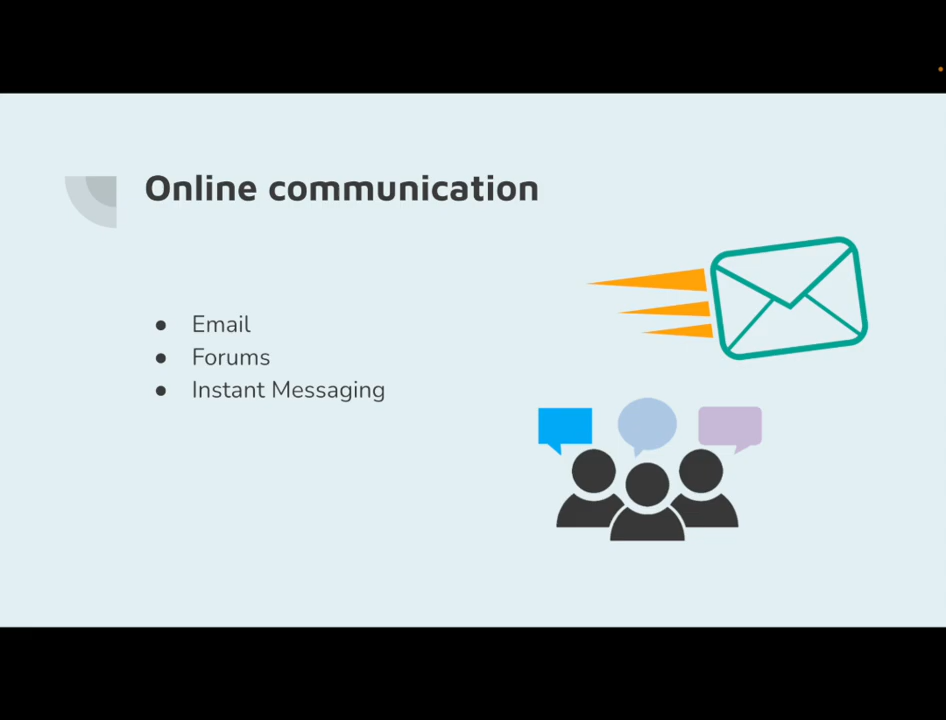 Online communication
● Email
● Forums
● Instant Messaging